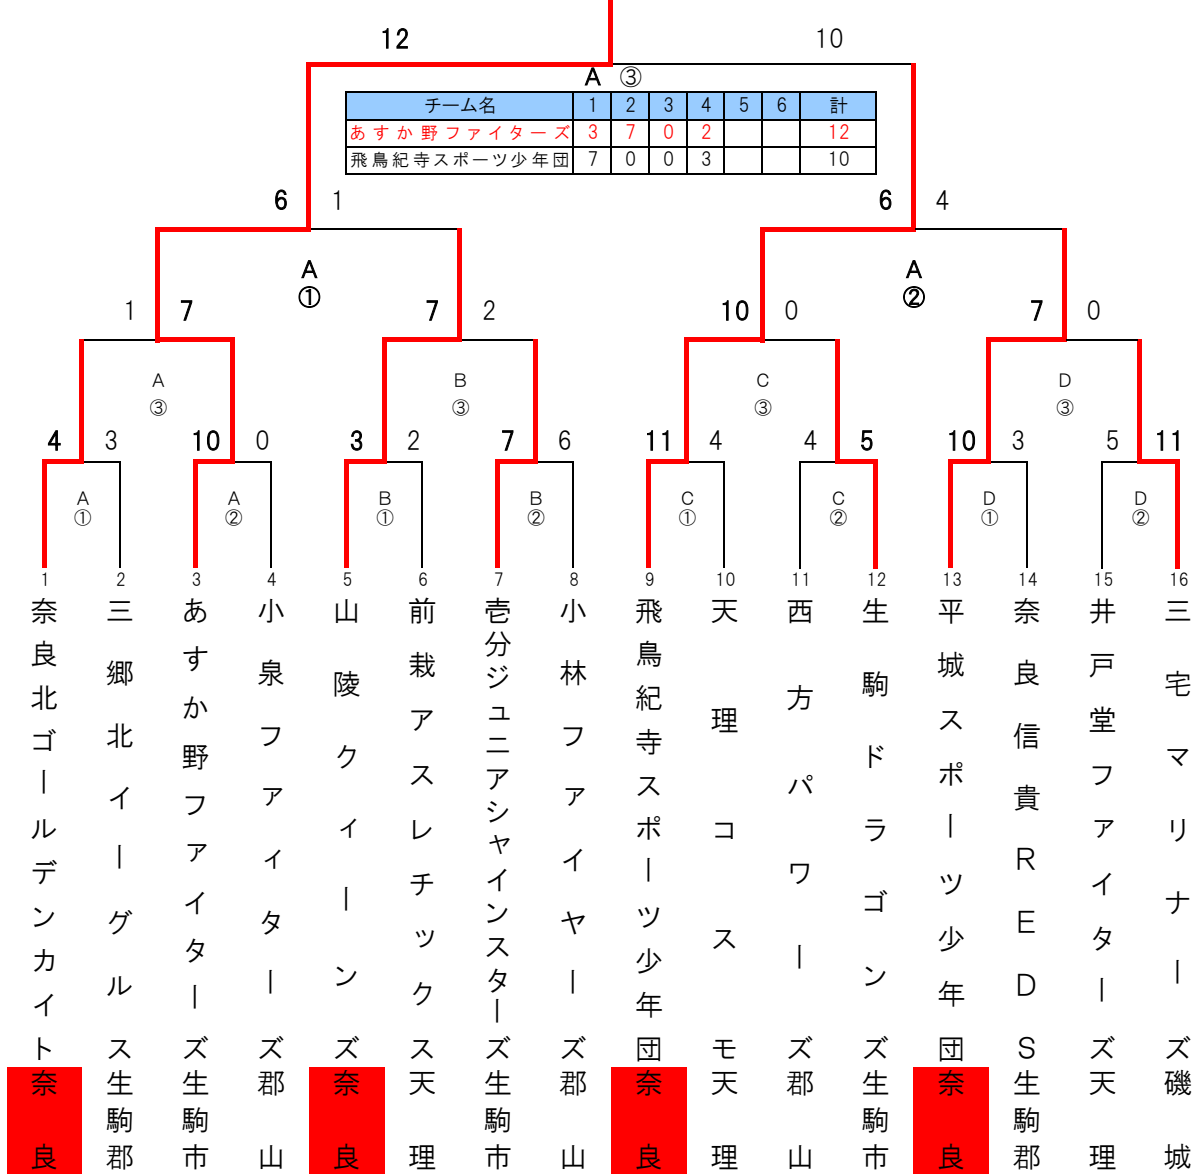 12 10
A ③
チーム名 1 2 3 4 5 6 計
あすか野ファイターズ 3 7 0 2 12
飛鳥紀寺スポーツ少年団 7 0 0 3 10
6 1 6 4
A A
① ②
1 7 7 2 10 0 7 0
A B C D
③ ③ ③ ③
4 3 10 0 3 2 7 6 11 4 4 5 10 3 5 11
A A B B C C D D
① ② ① ② ① ② ① ②
1 2 3 4 5 6 7 8 9 10 11 12 13 14 15 16
奈良北ゴールデンカイト
奈良
三郷北イーグルス
生駒郡
あすか野ファイターズ
生駒市
小泉ファイターズ
郡山
山陵クィーンズ
奈良
前栽アスレチックス
天理
壱分ジュニアシャインスターズ
生駒市
小林ファイヤーズ
郡山
飛鳥紀寺スポーツ少年団
奈良
天理コスモ
天理
西方パワーズ
郡山
生駒ドラゴンズ
生駒市
平城スポーツ少年団
奈良
奈良信貴REDS
生駒郡
井戸堂ファイターズ
天理
三宅マリナーズ
磯城